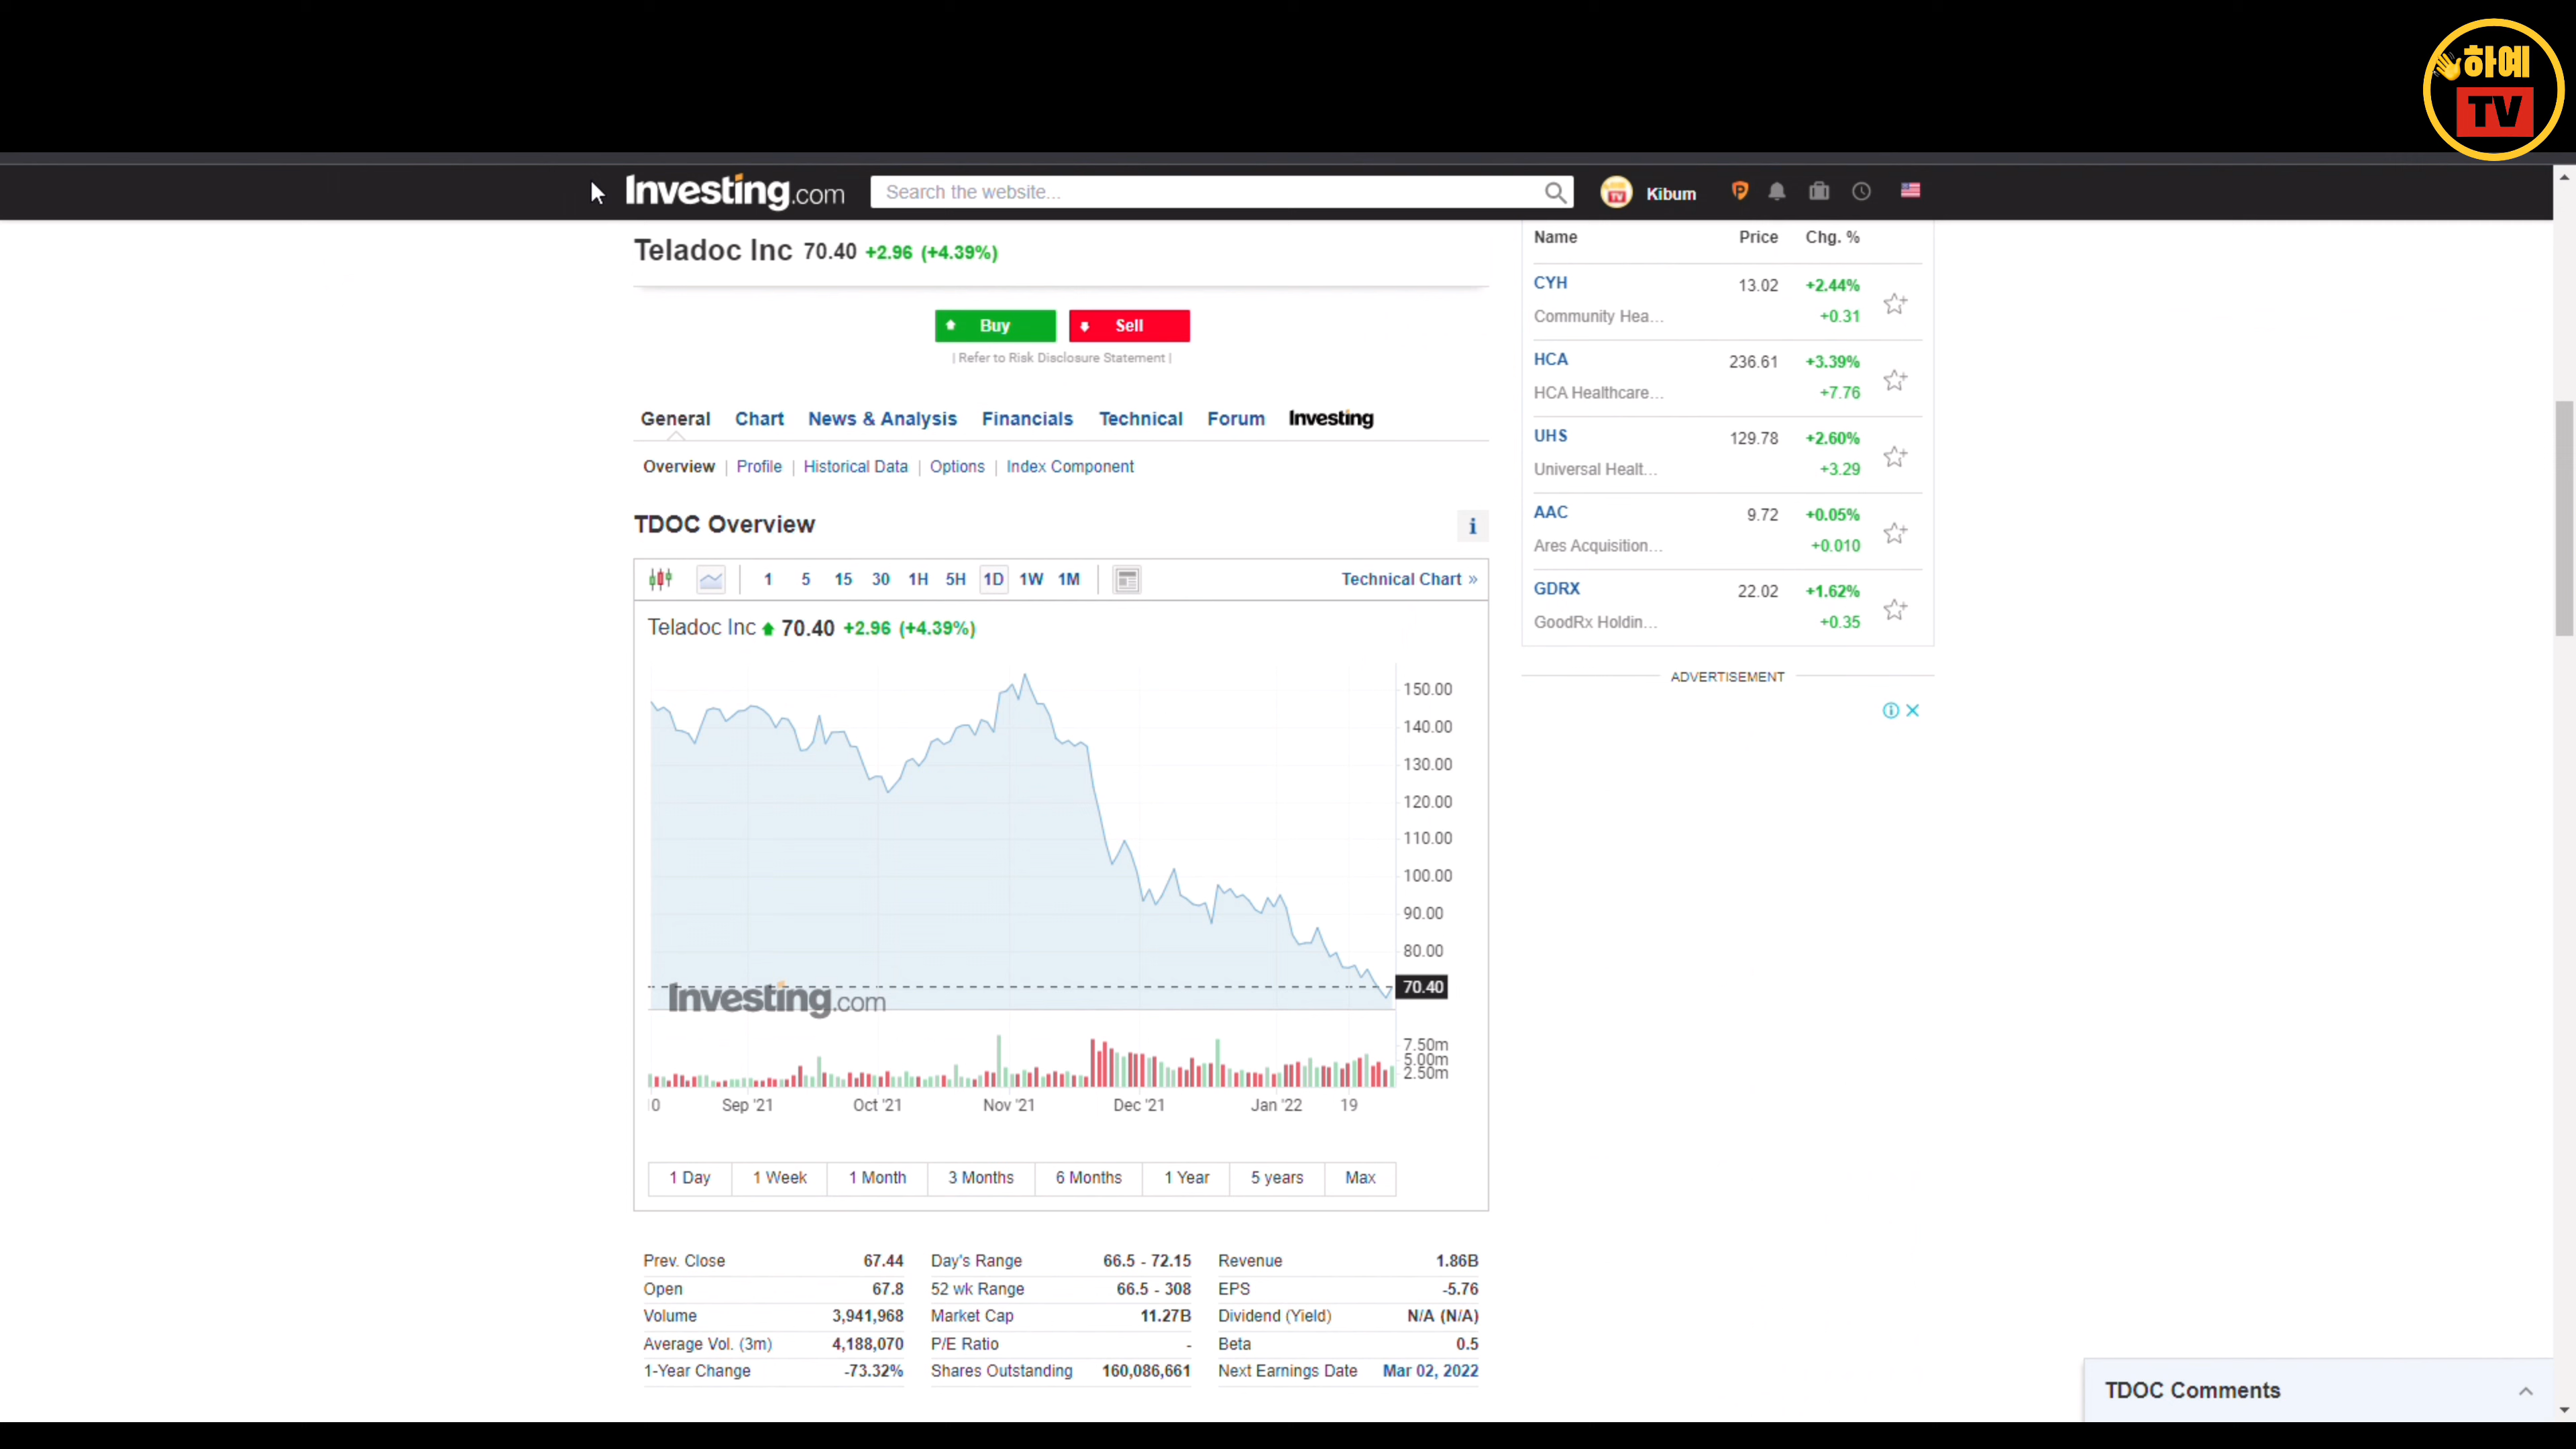 하예
TV
Investing.com
Search the website...
Kibum
Teladoc Inc 70.40 +2.96 (+4.39%)
Buy
Sell
| Refer to Risk Disclosure Statement |
General Chart News & Analysis Financials Technical Forum Investing
Overview | Profile | Historical Data | Options | Index Component
TDOC Overview
i
1 5 15 30 1H 5H 1D 1W 1M
Technical Chart »
Teladoc Inc 70.40 +2.96 (+4.39%)
150.00
140.00
130.00
120.00
110.00
100.00
90.00
80.00
70.40
Investing.com
7.50m
5.00m
2.50m
Sep '21 Oct '21 Nov '21 Dec '21 Jan '22 19
1 Day 1 Week 1 Month 3 Months 6 Months 1 Year 5 years Max
Prev. Close 67.44 Day's Range 66.5 - 72.15 Revenue 1.86B
Open 67.8 52 wk Range 66.5 - 308 EPS -5.76
Volume 3,941,968 Market Cap 11.27B Dividend (Yield) N/A (N/A)
Average Vol. (3m) 4,188,070 P/E Ratio - Beta 0.5
1-Year Change -73.32% Shares Outstanding 160,086,661 Next Earnings Date Mar 02, 2022
Name Price Chg. %
CYH 13.02 +2.44%
Community Hea... +0.31
HCA 236.61 +3.39%
HCA Healthcare... +7.76
UHS 129.78 +2.60%
Universal Healt... +3.29
AAC 9.72 +0.05%
Ares Acquisition... +0.010
GDRX 22.02 +1.62%
GoodRx Holdin... +0.35
ADVERTISEMENT
TDOC Comments